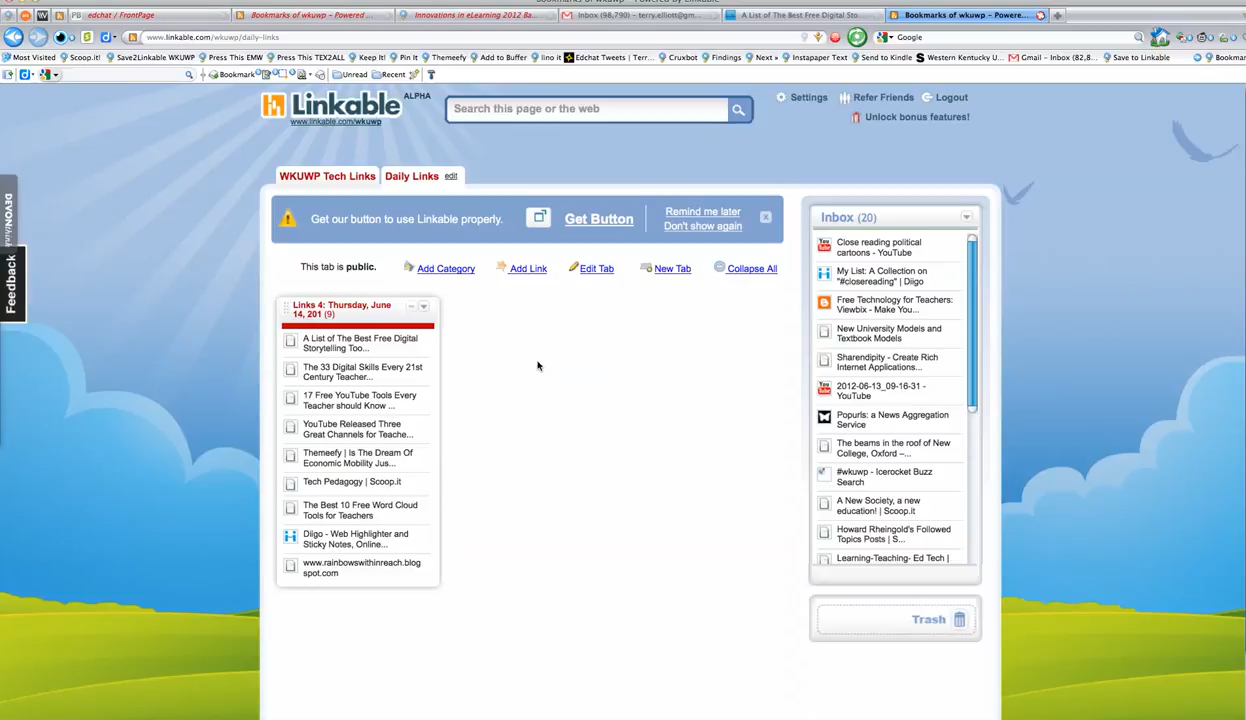 Bookmarks of wkuwp - Powered by Linkable
edchat / FrontPage
Bookmarks of wkuwp - Powered ...
Innovations in eLearning 2012 Ba...
Inbox (98,790) - terry.elliott@gm...
A List of The Best Free Digital Sto...
Bookmarks of wkuwp - Powere...
www.linkable.com/wkuwp/daily-links
Google
Most Visited Scoop.it! Save2Linkable WKUWP Press This EMW Press This TEX2ALL Keep It! Pin It Themeefy Add to Buffer lino it Edchat Tweets | Terr... Cruxbot Findings Next » Instapaper Text Send to Kindle Western Kentucky U... Gmail - Inbox (82,8... Save to Linkable Bookmar
Bookmark Unread Recent
Linkable ALPHA
www.linkable.com/wkuwp
Search this page or the web
Settings Refer Friends Logout
Unlock bonus features!
WKUWP Tech Links Daily Links edit
Get our button to use Linkable properly. Get Button
Remind me later
Don't show again
This tab is public. Add Category Add Link Edit Tab New Tab Collapse All
Links 4: Thursday, June
14, 201 (9)
A List of The Best Free Digital
Storytelling Too...
The 33 Digital Skills Every 21st
Century Teacher...
17 Free YouTube Tools Every
Teacher should Know ...
YouTube Released Three
Great Channels for Teache...
Themeefy | Is The Dream Of
Economic Mobility Jus...
Tech Pedagogy | Scoop.it
The Best 10 Free Word Cloud
Tools for Teachers
Diigo - Web Highlighter and
Sticky Notes, Online...
www.rainbowswithinreach.blog
spot.com
Inbox (20)
Close reading political
cartoons - YouTube
My List: A Collection on
"#closereading" | Diigo
Free Technology for Teachers:
Viewbix - Make You...
New University Models and
Textbook Models
Sharendipity - Create Rich
Internet Applications...
2012-06-13_09-16-31 -
YouTube
Popurls: a News Aggregation
Service
The beams in the roof of New
College, Oxford –...
#wkuwp - Icerocket Buzz
Search
A New Society, a new
education! | Scoop.it
Howard Rheingold's Followed
Topics Posts | S...
Learning-Teaching- Ed Tech |
Trash
Feedback